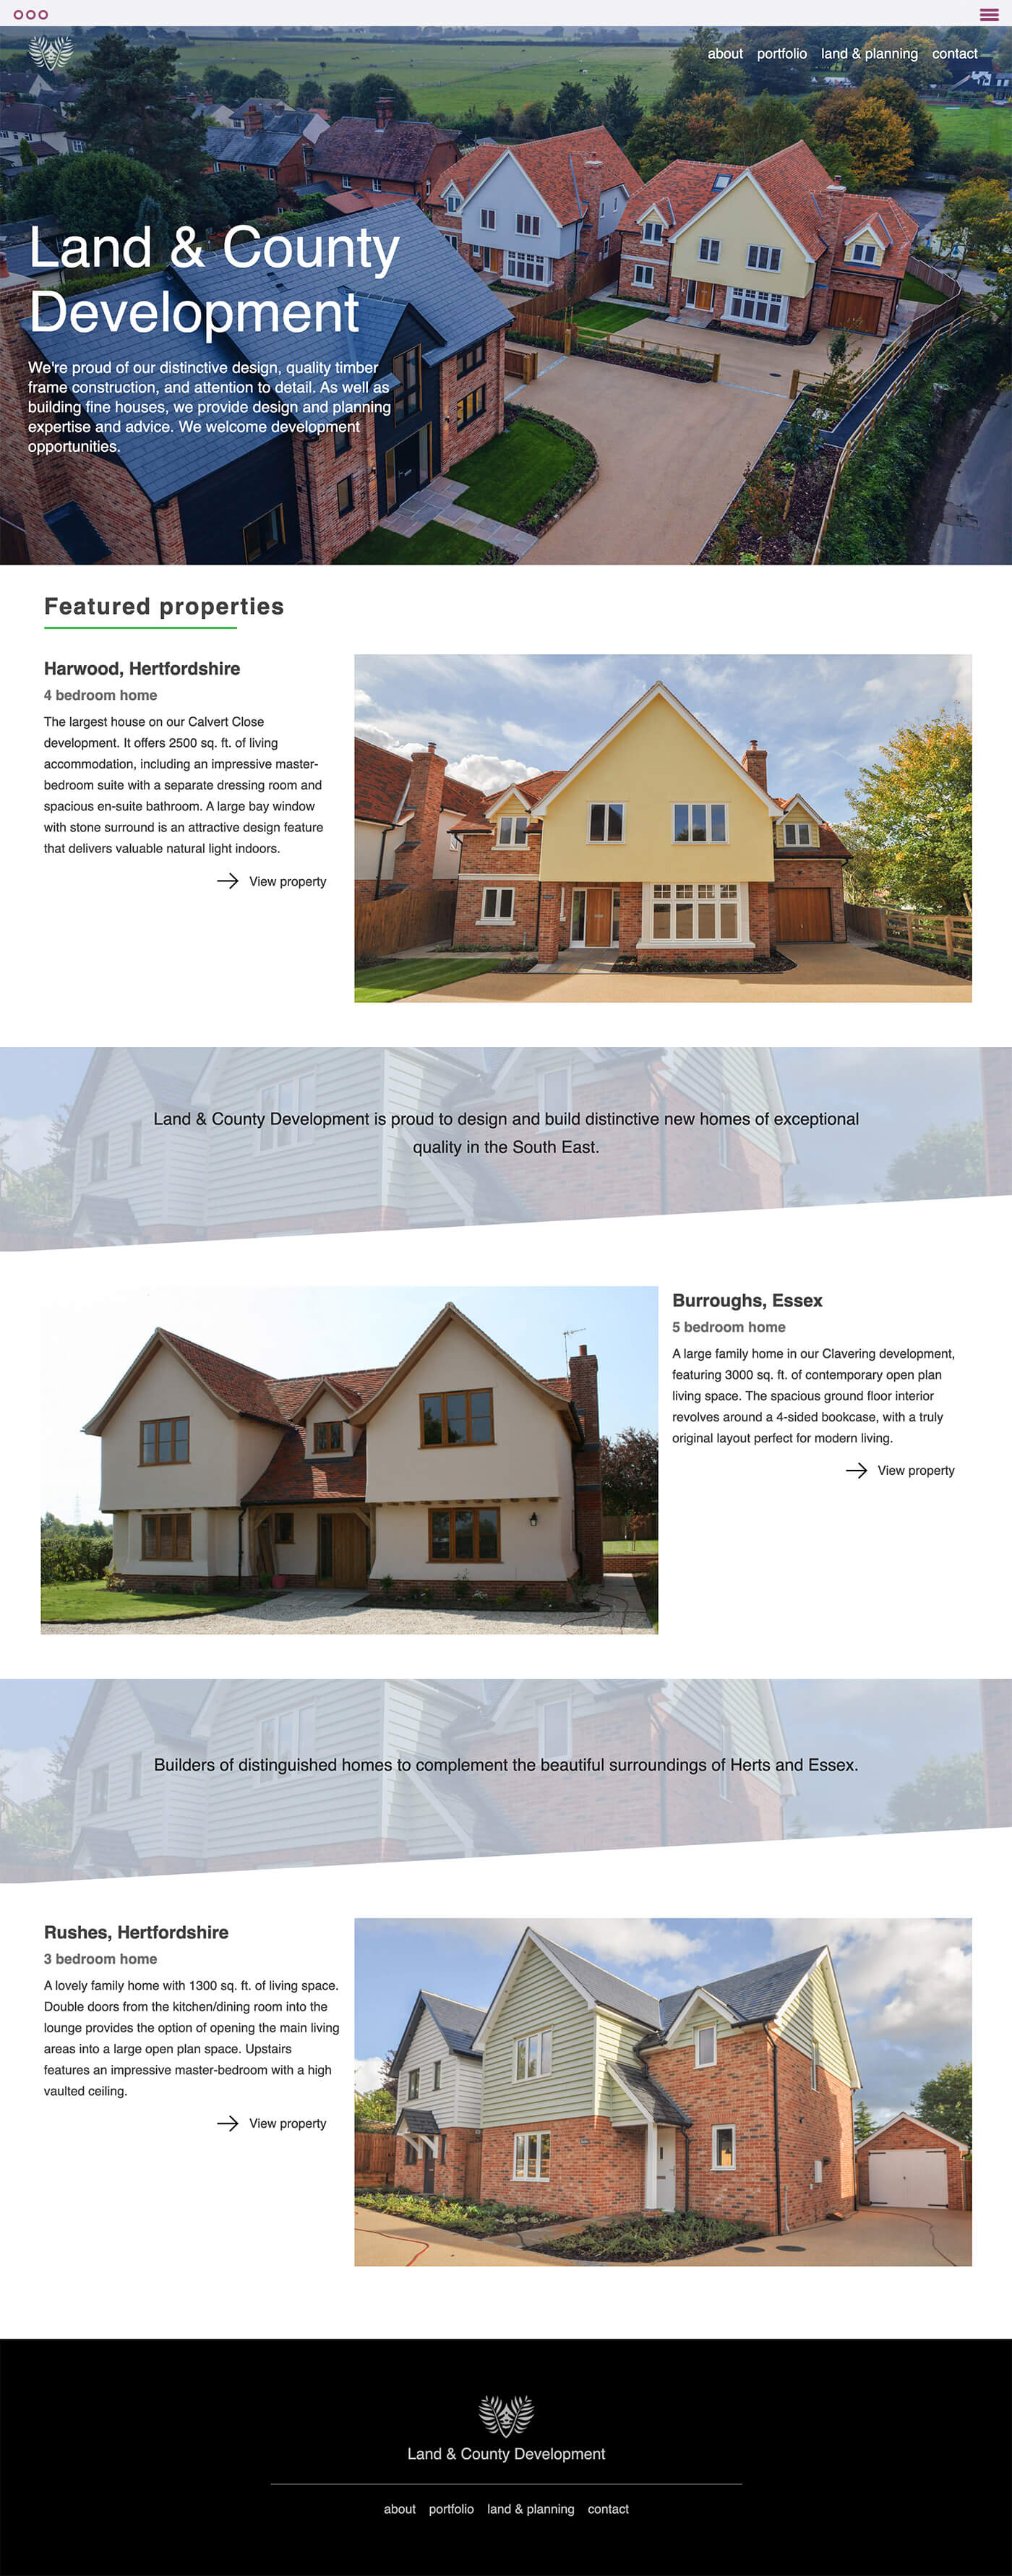 about portfolio land & planning contact
Land & County
Development
We're proud of our distinctive design, quality timber
frame construction, and attention to detail. As well as
building fine houses, we provide design and planning
expertise and advice. We welcome development
opportunities.
Featured properties
Harwood, Hertfordshire
4 bedroom home
The largest house on our Calvert Close
development. It offers 2500 sq. ft. of living
accommodation, including an impressive master-
bedroom suite with a separate dressing room and
spacious en-suite bathroom. A large bay window
with stone surround is an attractive design feature
that delivers valuable natural light indoors.
View property
Land & County Development is proud to design and build distinctive new homes of exceptional
quality in the South East.
Burroughs, Essex
5 bedroom home
A large family home in our Clavering development,
featuring 3000 sq. ft. of contemporary open plan
living space. The spacious ground floor interior
revolves around a 4-sided bookcase, with a truly
original layout perfect for modern living.
View property
Builders of distinguished homes to complement the beautiful surroundings of Herts and Essex.
Rushes, Hertfordshire
3 bedroom home
A lovely family home with 1300 sq. ft. of living space.
Double doors from the kitchen/dining room into the
lounge provides the option of opening the main living
areas into a large open plan space. Upstairs
features an impressive master-bedroom with a high
vaulted ceiling.
View property
Land & County Development
about portfolio land & planning contact